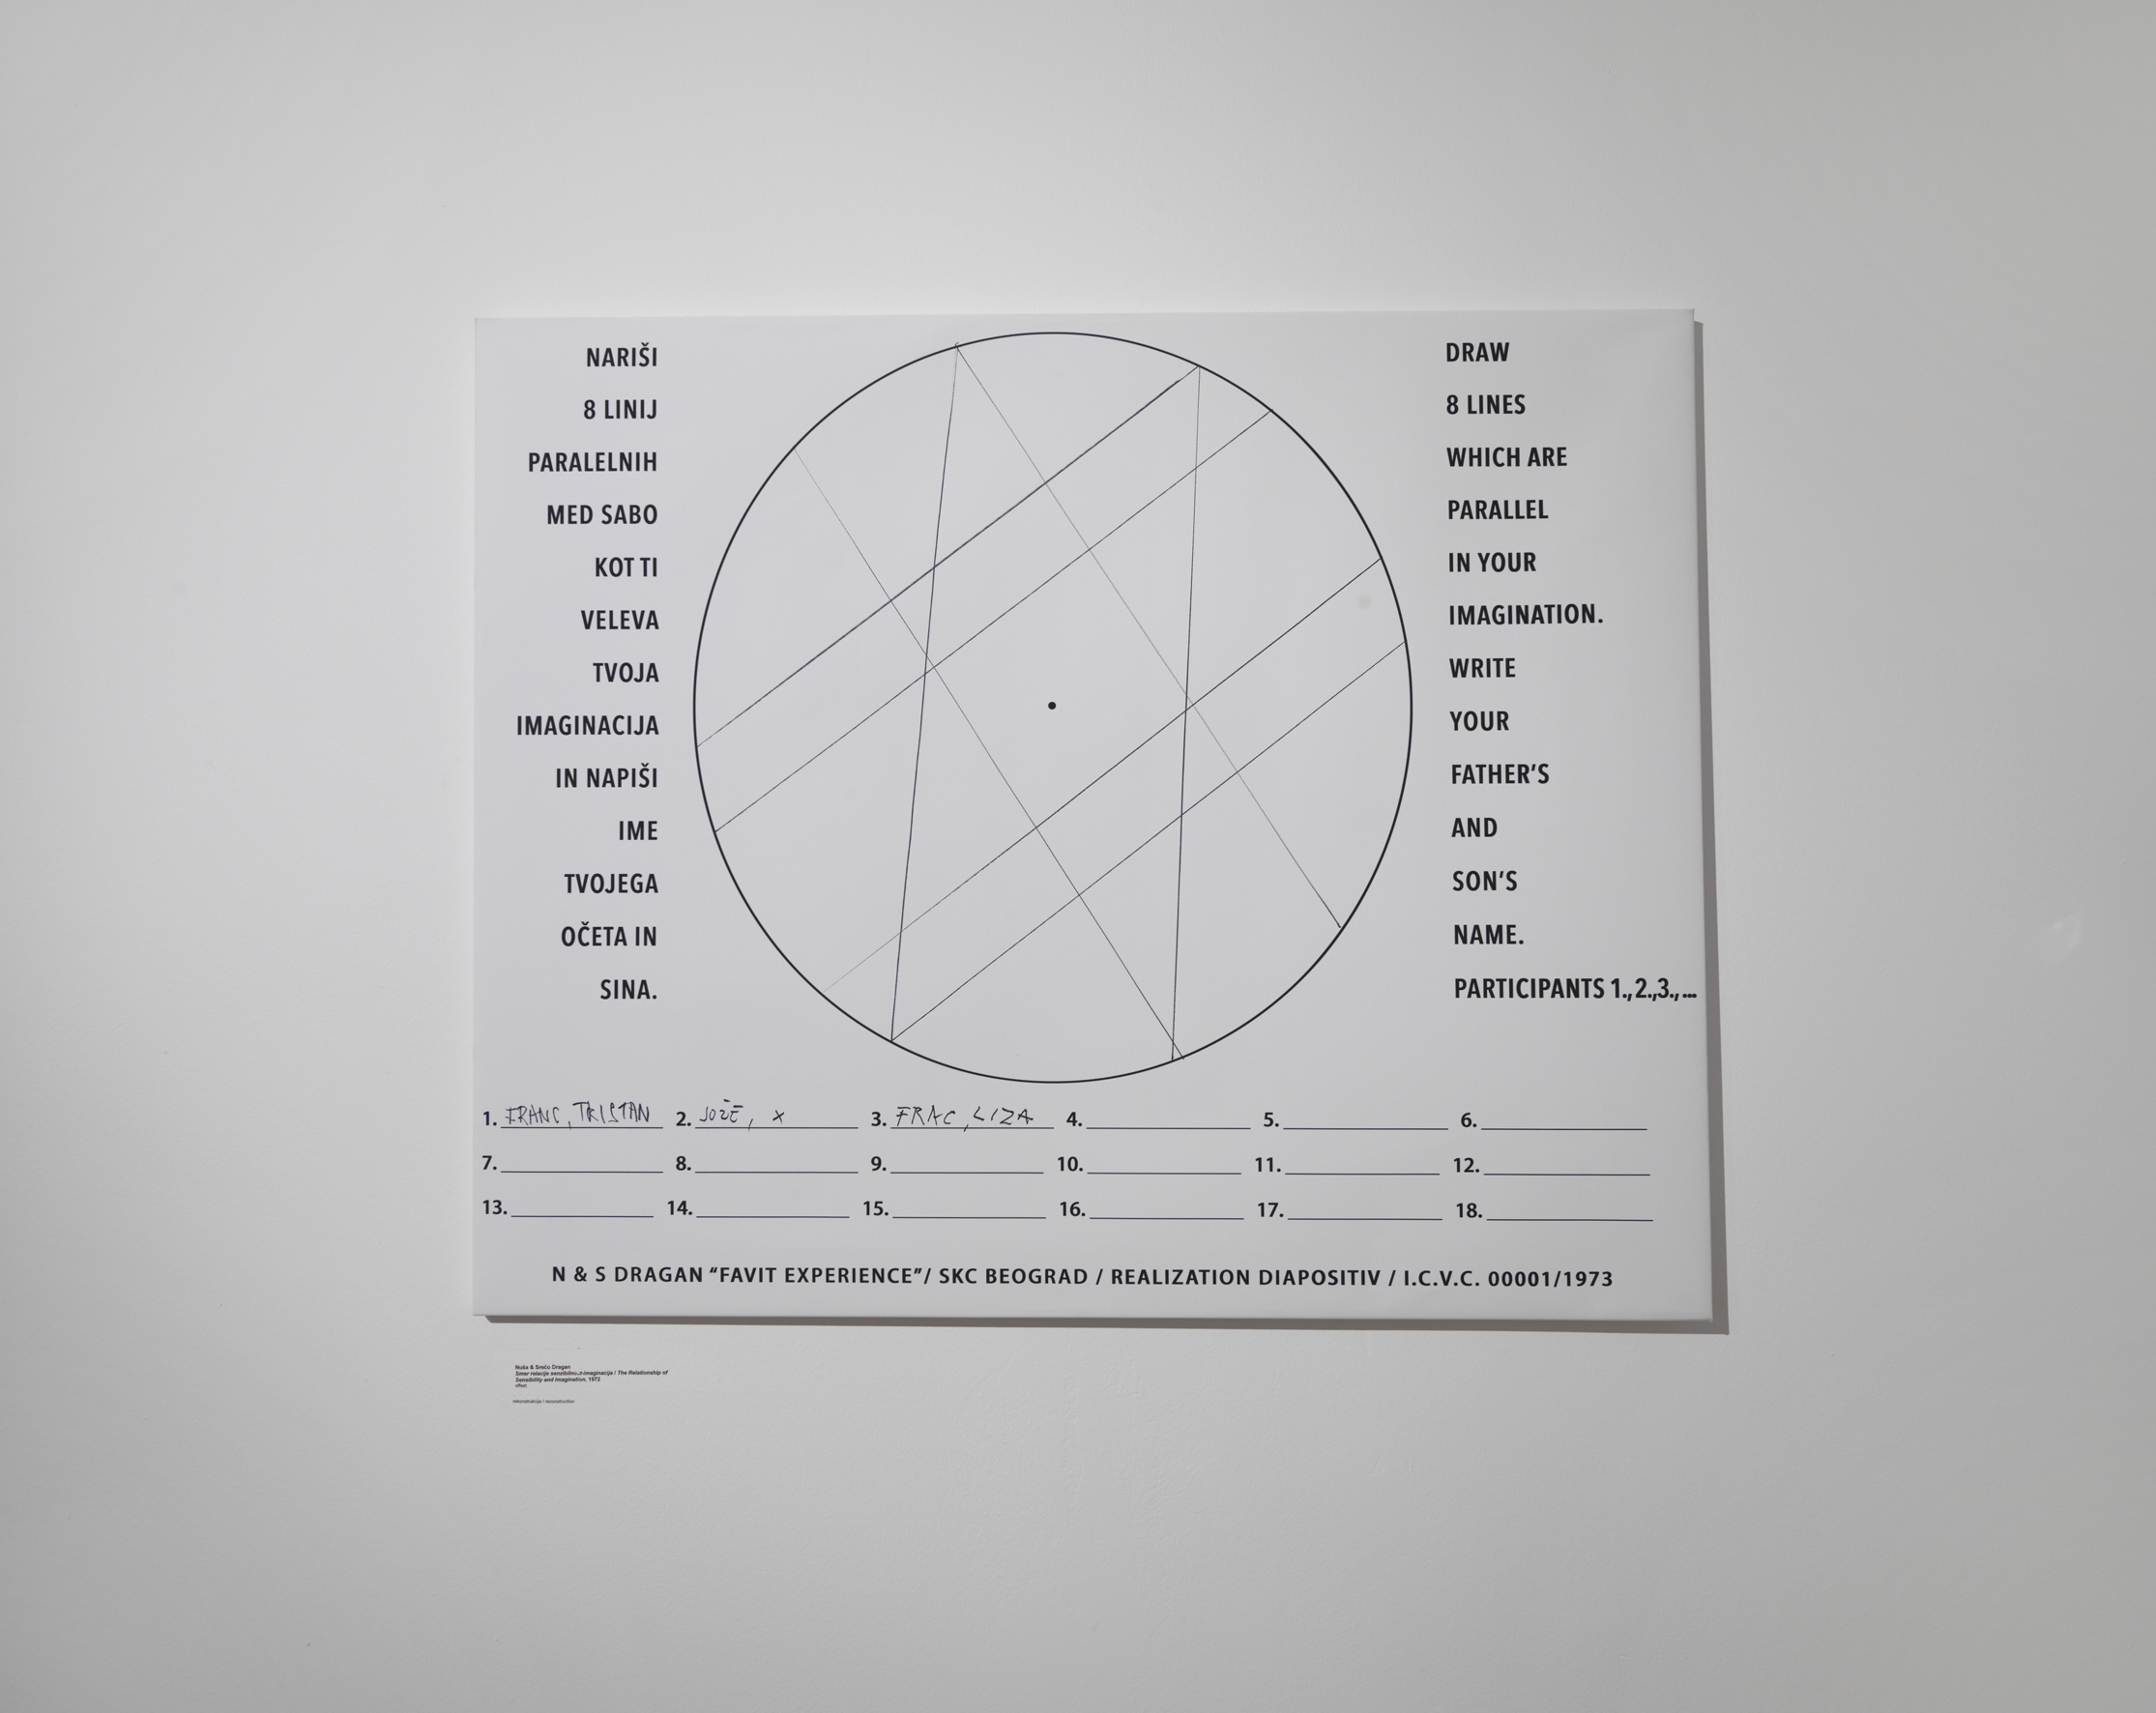 NARIŠI
8 LINIJ
PARALELNIH
MED SABO
KOT TI
VELEVA
TVOJA
IMAGINACIJA
IN NAPIŠI
IME
TVOJEGA
OČETA IN
SINA.
DRAW
8 LINES
WHICH ARE
PARALLEL
IN YOUR
IMAGINATION.
WRITE
YOUR
FATHER'S
AND
SON'S
NAME.
PARTICIPANTS 1.,2.,3.,...
1. FRANC, TRISTAN 2. JOŽE, X 3. FRAC, LIZA 4. 5. 6.
7. 8. 9. 10. 11. 12.
13. 14. 15. 16. 17. 18.
N & S DRAGAN “FAVIT EXPERIENCE”/ SKC BEOGRAD / REALIZATION DIAPOSITIV / I.C.V.C. 00001/1973
Nuša & Srečo Dragan
Smer relacije / The Relationship of
Sensibility and Imagination, 1972
offset
rekonstrukcija / reconstruction